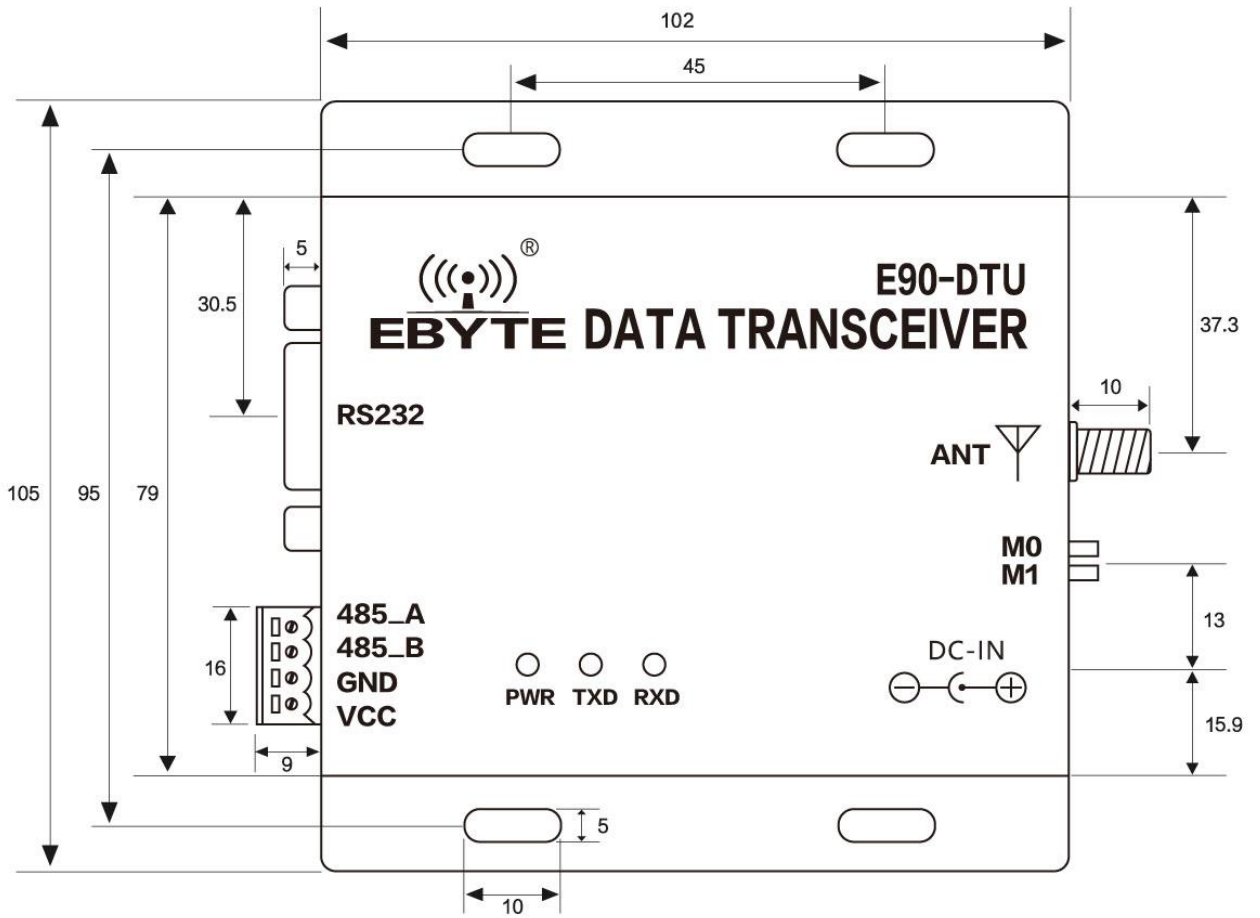 102
45
5
®
E90-DTU
30.5
EBYTE DATA TRANSCEIVER
37.3
RS232
10
ANT
105
95
79
M0
M1
485_A
13
485_B
DC-IN
16
GND
PWR TXD RXD
VCC
15.9
9
5
10